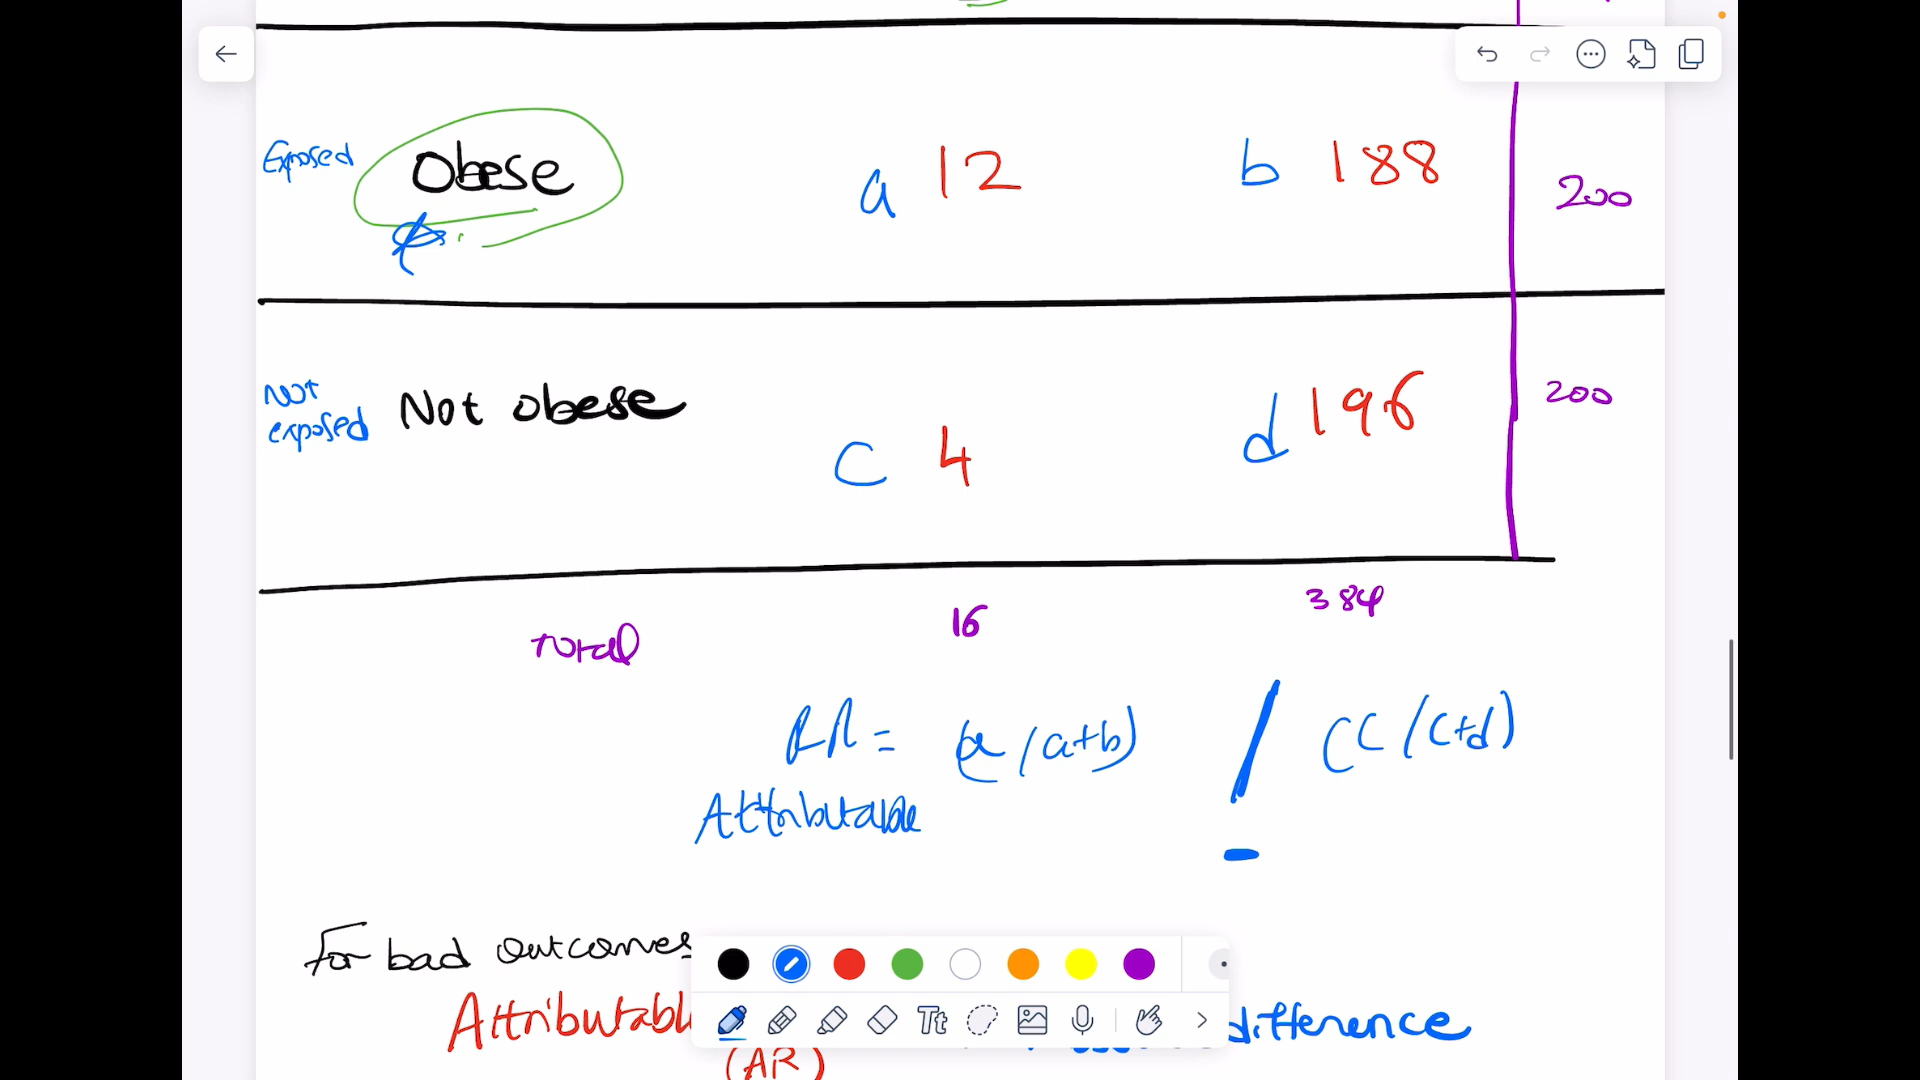 Exposed Obese a 12 b 188 200
Not exposed Not obese c 4 d 196 200
Total 16 384
RR = (a/a+b) / (c/(c+d)
Attributable -
For bad outcomes
Attributabl difference
(AR)
Tt